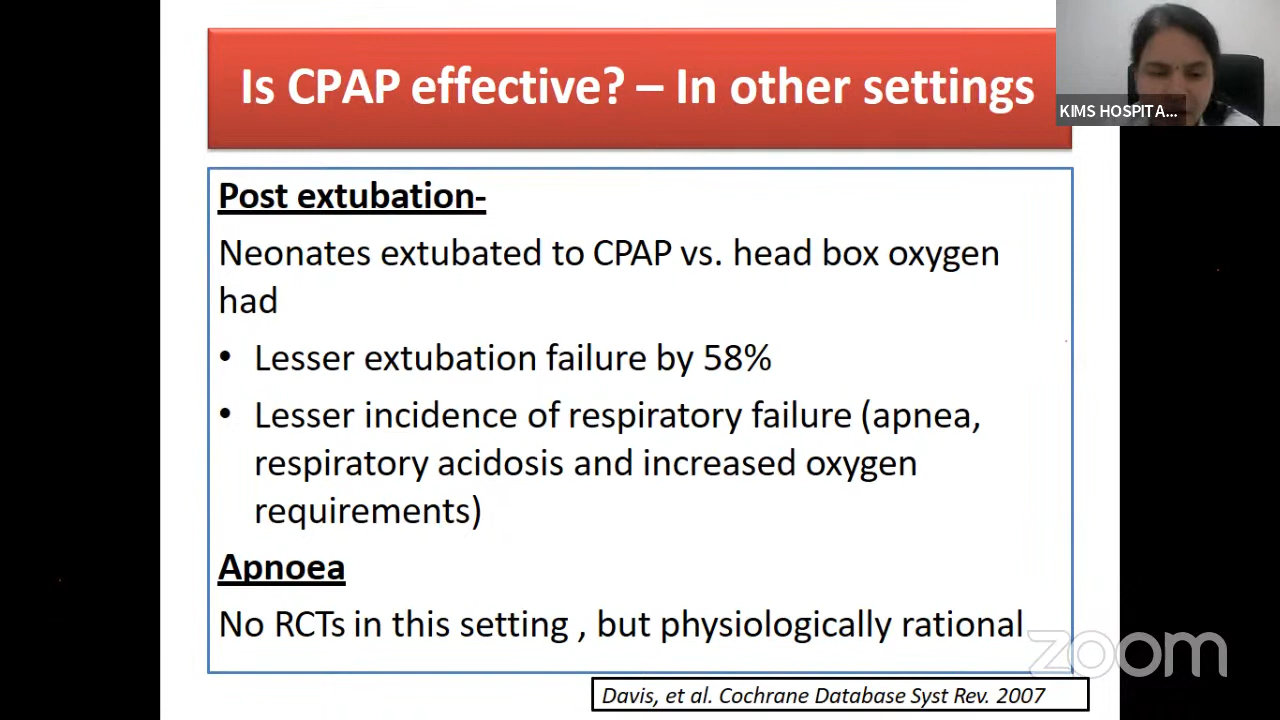 Is CPAP effective? – In other settings
KIMS HOSPITA...
Post extubation-
Neonates extubated to CPAP vs. head box oxygen
had
• Lesser extubation failure by 58%
• Lesser incidence of respiratory failure (apnea,
respiratory acidosis and increased oxygen
requirements)
Apnoea
No RCTs in this setting , but physiologically rational
zoom
Davis, et al. Cochrane Database Syst Rev. 2007